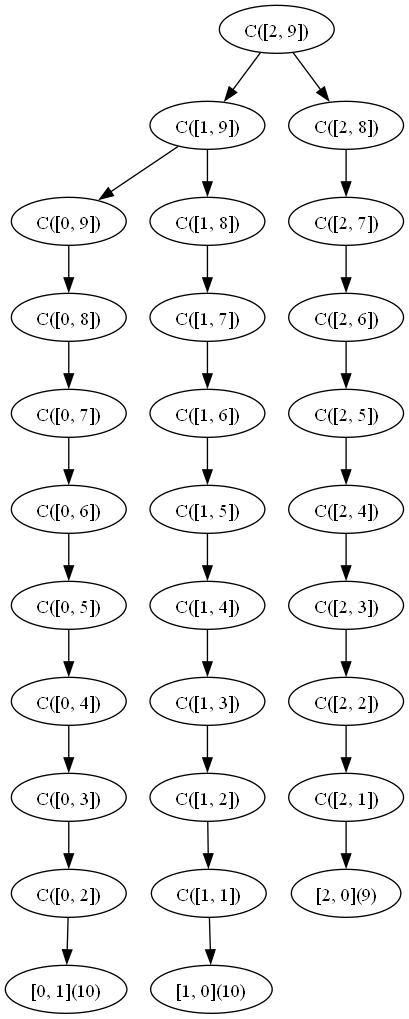 C([2, 9])
C([1, 9])
C([2, 8])
C([0, 9])
C([1, 8])
C([2, 7])
C([0, 8])
C([1, 7])
C([2, 6])
C([0, 7])
C([1, 6])
C([2, 5])
C([0, 6])
C([1, 5])
C([2, 4])
C([0, 5])
C([1, 4])
C([2, 3])
C([0, 4])
C([1, 3])
C([2, 2])
C([0, 3])
C([1, 2])
C([2, 1])
C([0, 2])
C([1, 1])
[2, 0](9)
[0, 1](10)
[1, 0](10)